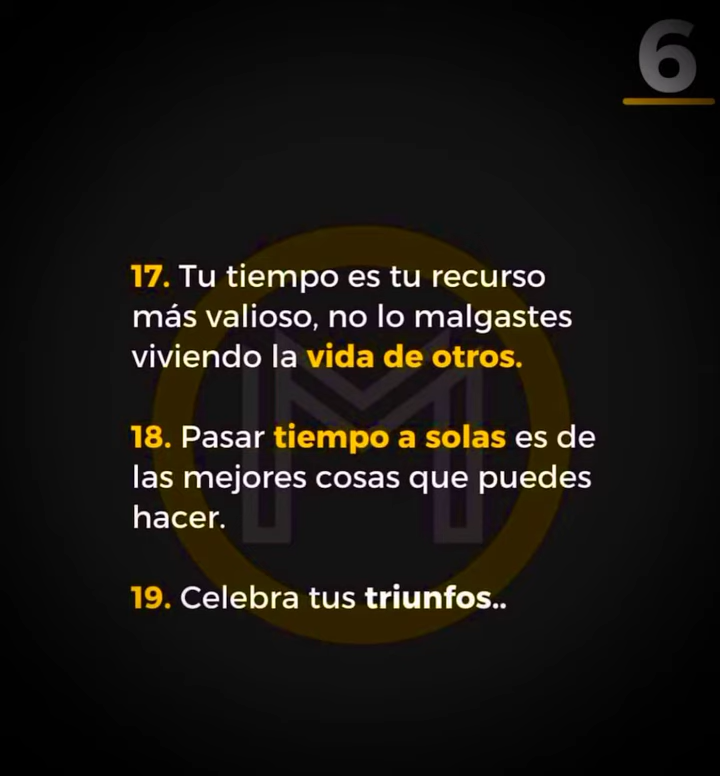 6
17. Tu tiempo es tu recurso
más valioso, no lo malgastes
viviendo la vida de otros.
18. Pasar tiempo a solas es de
las mejores cosas que puedes
hacer.
19. Celebra tus triunfos..